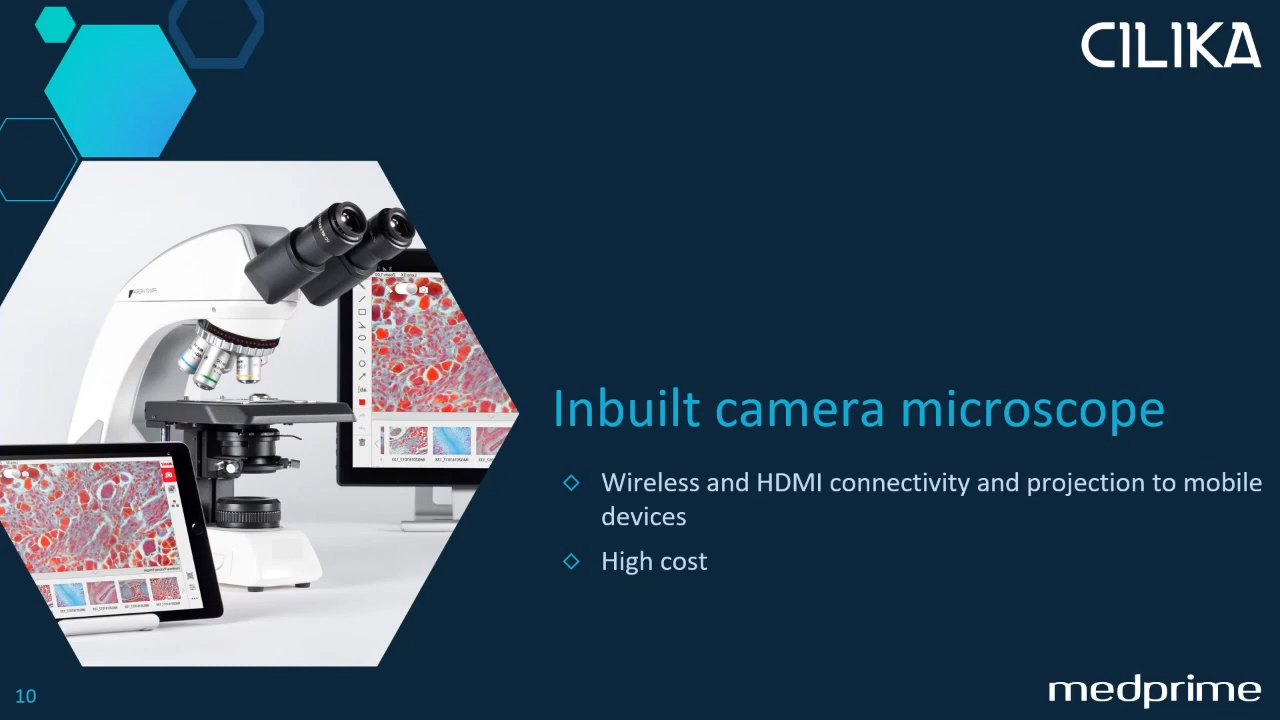 CILIKA
Inbuilt camera microscope
Wireless and HDMI connectivity and projection to mobile
devices
High cost
10
medprime